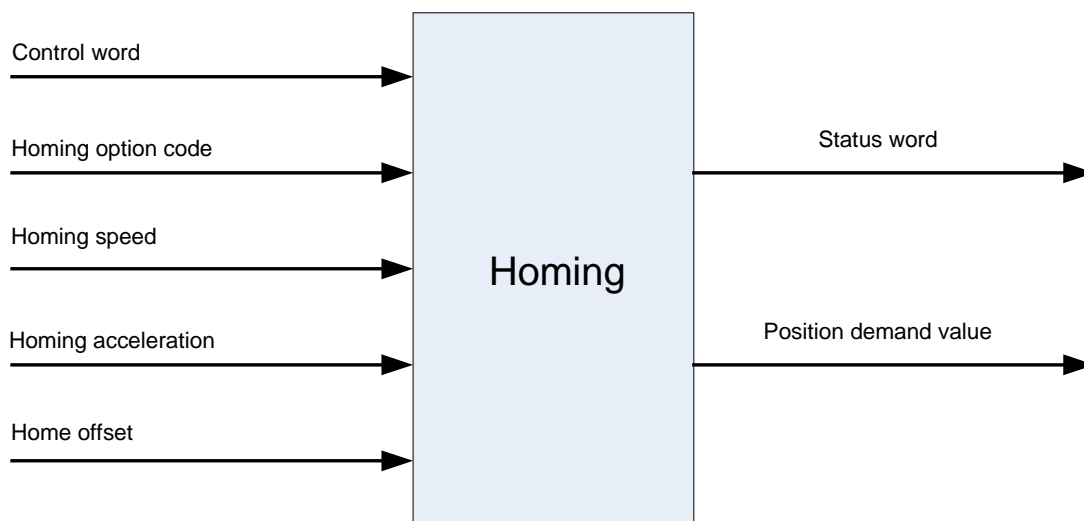 Control word
Homing option code
Homing speed
Homing acceleration
Home offset
Homing
Status word
Position demand value